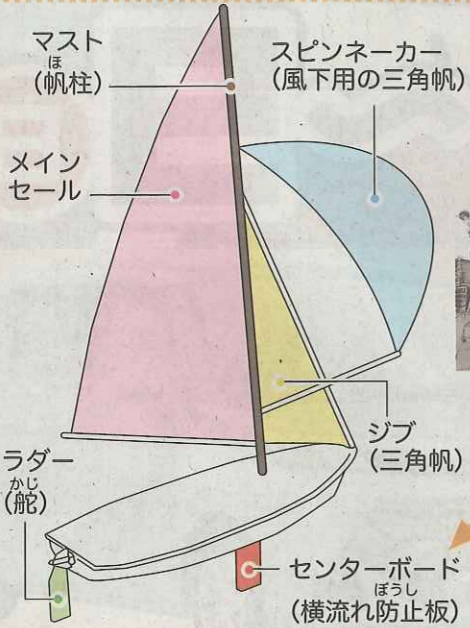 マスト
ほ
(帆柱)
スピンネーカー
(風下用の三角帆)
メイン
セール
ジブ
(三角帆)
ラダー
かじ
(舵)
センターボード
ぼうし
(横流れ防止板)